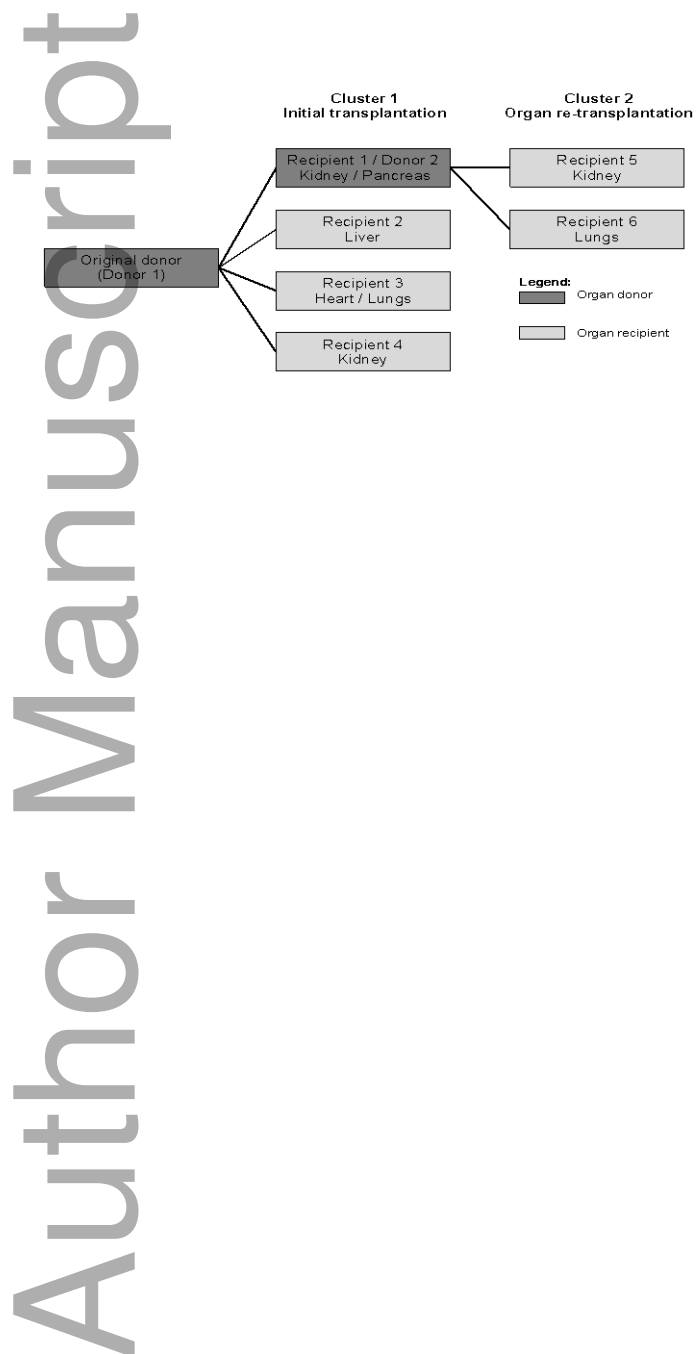 Author Manuscript
Cluster 1
Initial transplantation
Cluster 2
Organ re-transplantation
Original donor
(Donor 1)
Recipient 1 / Donor 2
Kidney / Pancreas
Recipient 2
Liver
Recipient 3
Heart / Lungs
Recipient 4
Kidney
Recipient 5
Kidney
Recipient 6
Lungs
Legend:
Organ donor
Organ recipient